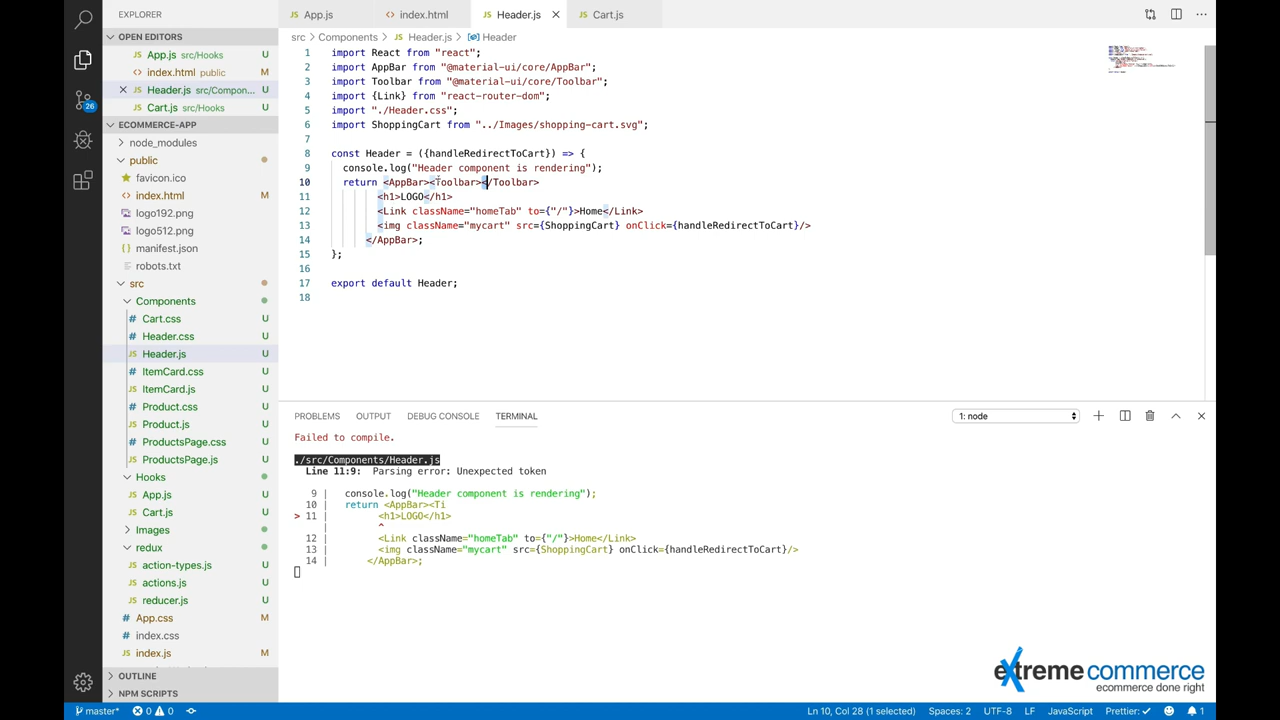 EXPLORER
App.js
index.html
Header.js
Cart.js
OPEN EDITORS
App.js src/Hooks U
index.html public M
Header.js src/Compon... U
Cart.js src/Hooks U
ECOMMERCE-APP
node_modules
public
favicon.ico
index.html M
logo192.png
logo512.png
manifest.json
robots.txt
src
Components
Cart.css U
Header.css U
Header.js U
ItemCard.css U
ItemCard.js U
Product.css U
Product.js U
ProductsPage.css U
ProductsPage.js U
Hooks
App.js U
Cart.js U
Images
redux
action-types.js U
actions.js U
reducer.js U
App.css M
index.css
index.js M
OUTLINE
NPM SCRIPTS
26
src > Components > Header.js > Header
1 import React from "react";
2 import AppBar from "@material-ui/core/AppBar";
3 import Toolbar from "@material-ui/core/Toolbar";
4 import {Link} from "react-router-dom";
5 import "./Header.css";
6 import ShoppingCart from "../Images/shopping-cart.svg";
7
8 const Header = ({handleRedirectToCart}) => {
9 console.log("Header component is rendering");
10 return <AppBar><Toolbar></Toolbar>
11 <h1>LOGO</h1>
12 <Link className="homeTab" to={"/"}>Home</Link>
13 <img className="mycart" src={ShoppingCart} onClick={handleRedirectToCart}/>
14 </AppBar>;
15 };
16
17 export default Header;
18
PROBLEMS OUTPUT DEBUG CONSOLE TERMINAL 1: node
Failed to compile.
./src/Components/Header.js
Line 11:9: Parsing error: Unexpected token
9 | console.log("Header component is rendering");
10 | return <AppBar><Ti
> 11 | <h1>LOGO</h1>
| ^
12 | <Link className="homeTab" to={"/"}>Home</Link>
13 | <img className="mycart" src={ShoppingCart} onClick={handleRedirectToCart}/>
14 | </AppBar>;
extreme commerce
ecommerce done right
master* 0 0 Ln 10, Col 28 (1 selected) Spaces: 2 UTF-8 LF JavaScript Prettier: ✓ 1